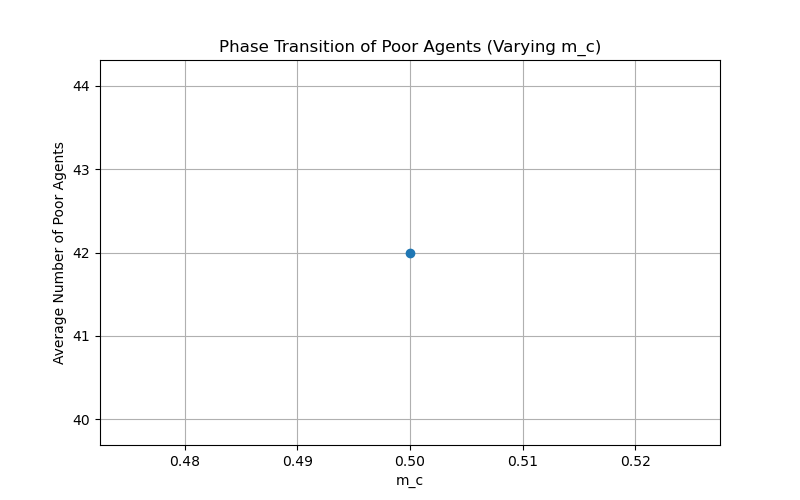 Phase Transition of Poor Agents (Varying m_c)
Average Number of Poor Agents
44
43
42
41
40
0.48 0.49 0.50 0.51 0.52
m_c